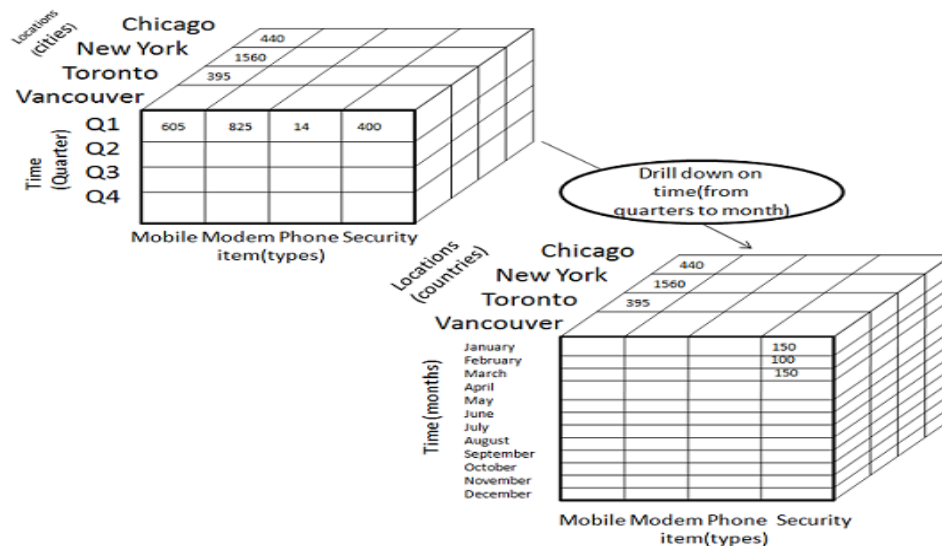 Locations
(cities)
Chicago
New York
Toronto
Vancouver
440
1560
395
Time
(Quarter)
Q1
Q2
Q3
Q4
605 825 14 400
Mobile Modem Phone Security
item(types)
Drill down on
time(from
quarters to month)
Locations
(countries)
Chicago
New York
Toronto
Vancouver
440
1560
395
Time(months)
January 150
February 100
March 150
April
May
June
July
August
September
October
November
December
Mobile Modem Phone Security
item(types)